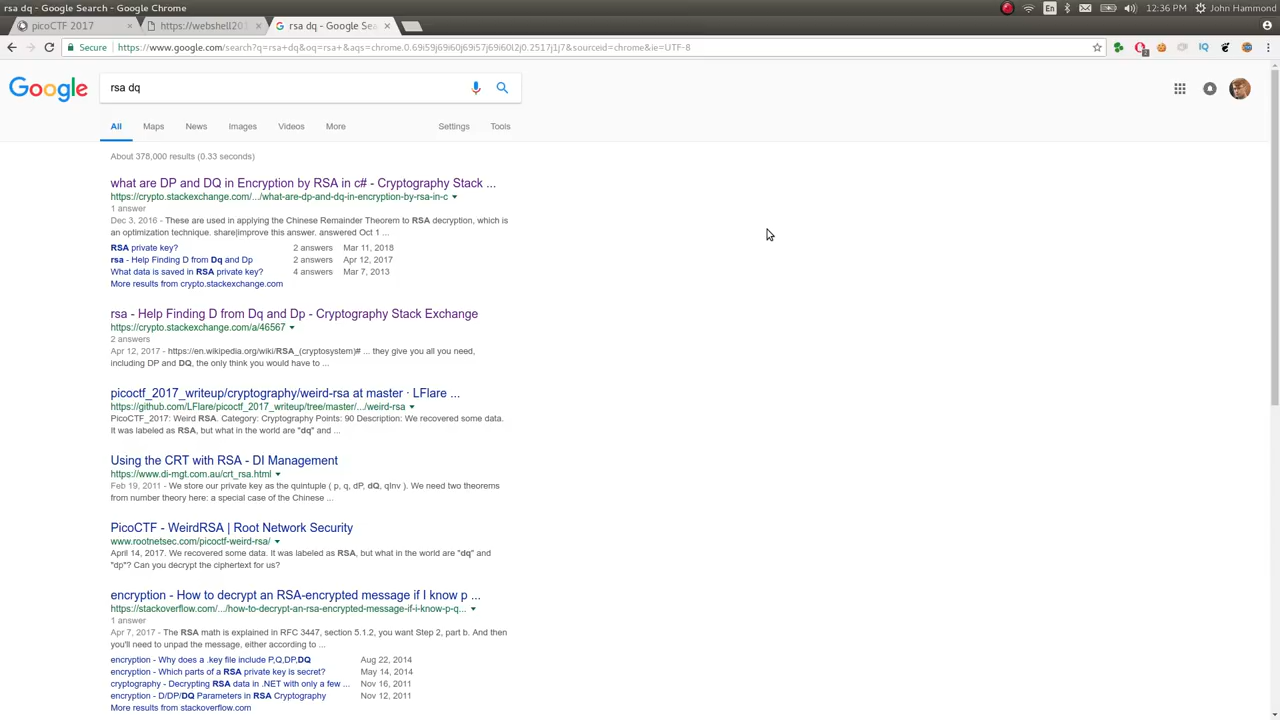 rsa dq - Google Search - Google Chrome
En
12:36 PM
John Hammond
picoCTF 2017
https://webshell201
rsa dq - Google Sea
Secure
https://www.google.com/search?q=rsa+dq&oq=rsa+&aqs=chrome.0.69i59j69i60j69i57j69i60l2j0.2517j1j7&sourceid=chrome&ie=UTF-8
2
IQ
Google
rsa dq
All
Maps
News
Images
Videos
More
Settings
Tools
About 378,000 results (0.33 seconds)
what are DP and DQ in Encryption by RSA in c# - Cryptography Stack ...
https://crypto.stackexchange.com/.../what-are-dp-and-dq-in-encryption-by-rsa-in-c
1 answer
Dec 3, 2016 - These are used in applying the Chinese Remainder Theorem to RSA decryption, which is
an optimization technique. share|improve this answer. answered Oct 1 ...
RSA private key? 2 answers Mar 11, 2018
rsa - Help Finding D from Dq and Dp 2 answers Apr 12, 2017
What data is saved in RSA private key? 4 answers Mar 7, 2013
More results from crypto.stackexchange.com
rsa - Help Finding D from Dq and Dp - Cryptography Stack Exchange
https://crypto.stackexchange.com/a/46567
2 answers
Apr 12, 2017 - https://en.wikipedia.org/wiki/RSA_(cryptosystem)# ... they give you all you need,
including DP and DQ, the only think you would have to ...
picoctf_2017_writeup/cryptography/weird-rsa at master · LFlare ...
https://github.com/LFlare/picoctf_2017_writeup/tree/master/.../weird-rsa
PicoCTF_2017: Weird RSA. Category: Cryptography Points: 90 Description: We recovered some data.
It was labeled as RSA, but what in the world are "dq" and ...
Using the CRT with RSA - DI Management
https://www.di-mgt.com.au/crt_rsa.html
Feb 19, 2011 - We store our private key as the quintuple ( p, q, dP, dQ, qInv ). We need two theorems
from number theory here: a special case of the Chinese ...
PicoCTF - WeirdRSA | Root Network Security
www.rootnetsec.com/picoctf-weird-rsa/
April 14, 2017. We recovered some data. It was labeled as RSA, but what in the world are "dq" and
"dp"? Can you decrypt the ciphertext for us?
encryption - How to decrypt an RSA-encrypted message if I know p ...
https://stackoverflow.com/.../how-to-decrypt-an-rsa-encrypted-message-if-i-know-p-q...
1 answer
Apr 7, 2017 - The RSA math is explained in RFC 3447, section 5.1.2, you want Step 2, part b. And then
you'll need to unpad the message, either according to ...
encryption - Why does a .key file include P,Q,DP,DQ Aug 22, 2014
encryption - Which parts of a RSA private key is secret? May 14, 2014
cryptography - Decrypting RSA data in .NET with only a few ... Nov 16, 2011
encryption - D/DP/DQ Parameters in RSA Cryptography Nov 12, 2011
More results from stackoverflow.com